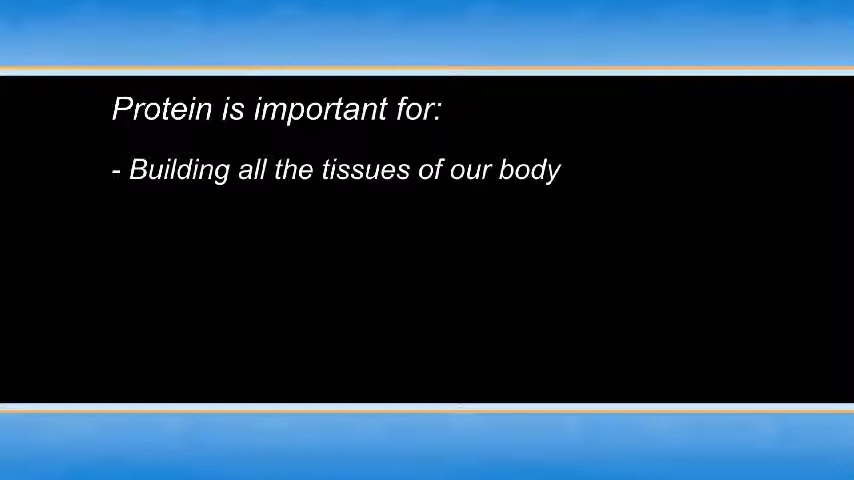 Protein is important for:
- Building all the tissues of our body